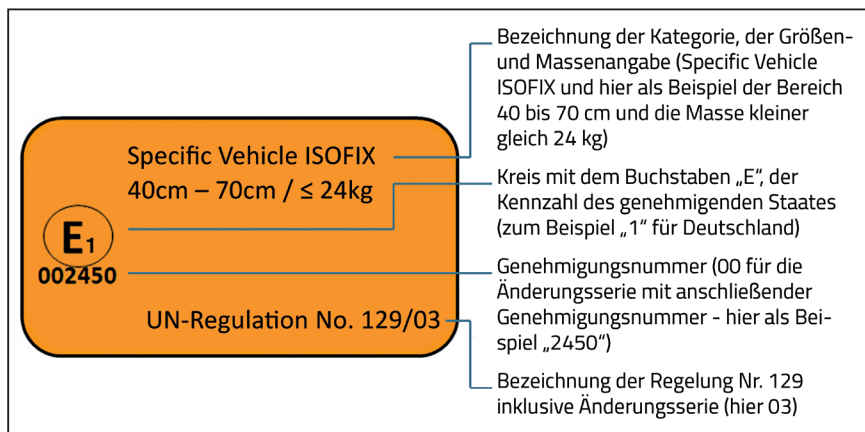 Specific Vehicle ISOFIX
40cm – 70cm / ≤ 24kg
E1
002450
UN-Regulation No. 129/03
Bezeichnung der Kategorie, der Größen-
und Massenangabe (Specific Vehicle
ISOFIX und hier als Beispiel der Bereich
40 bis 70 cm und die Masse kleiner
gleich 24 kg)
Kreis mit dem Buchstaben „E“, der
Kennzahl des genehmigenden Staates
(zum Beispiel „1“ für Deutschland)
Genehmigungsnummer (00 für die
Änderungsserie mit anschließender
Genehmigungsnummer - hier als Bei-
spiel „2450“)
Bezeichnung der Regelung Nr. 129
inklusive Änderungsserie (hier 03)